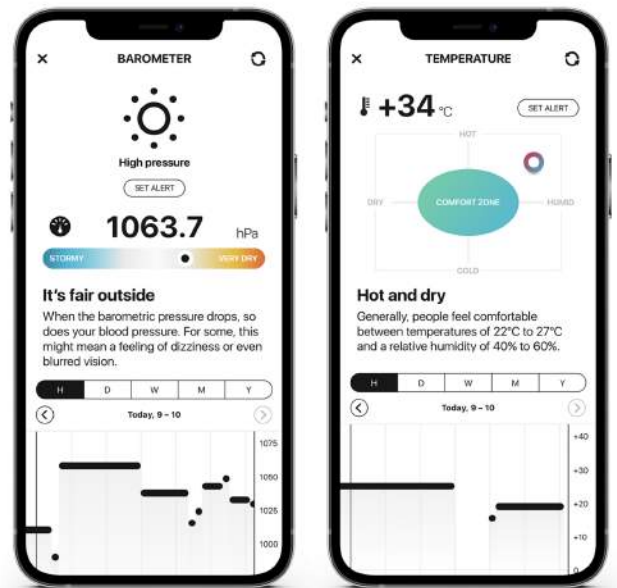 BAROMETER
High pressure
SET ALERT
1063.7 hPa
STORMY VERY DRY
It's fair outside
When the barometric pressure drops, so
does your blood pressure. For some, this
might mean a feeling of dizziness or even
blurred vision.
H D W M Y
Today, 9 – 10
1075
1050
1025
1000
TEMPERATURE
+34 °C
SET ALERT
HOT
DRY COMFORT ZONE HUMID
COLD
Hot and dry
Generally, people feel comfortable
between temperatures of 22°C to 27°C
and a relative humidity of 40% to 60%.
H D W M Y
Today, 9 – 10
+40
+30
+20
+10
0